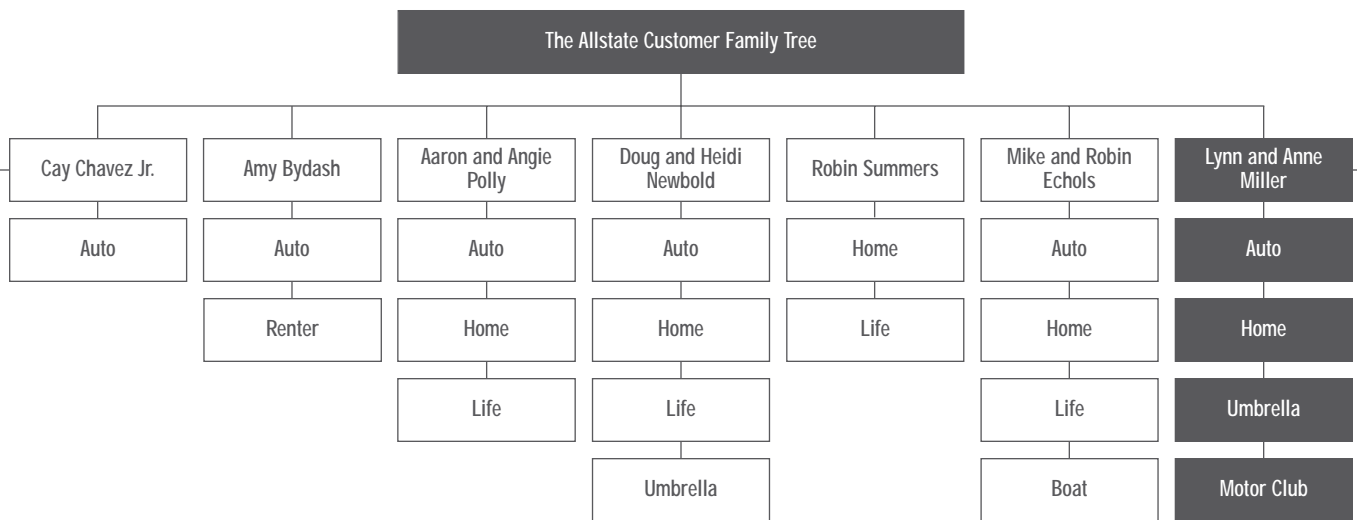 The Allstate Customer Family Tree
Cay Chavez Jr.
Amy Bydash
Aaron and Angie
Polly
Doug and Heidi
Newbold
Robin Summers
Mike and Robin
Echols
Lynn and Anne
Miller
Auto
Auto
Auto
Auto
Home
Auto
Auto
Renter
Home
Home
Life
Home
Home
Life
Life
Life
Umbrella
Umbrella
Boat
Motor Club